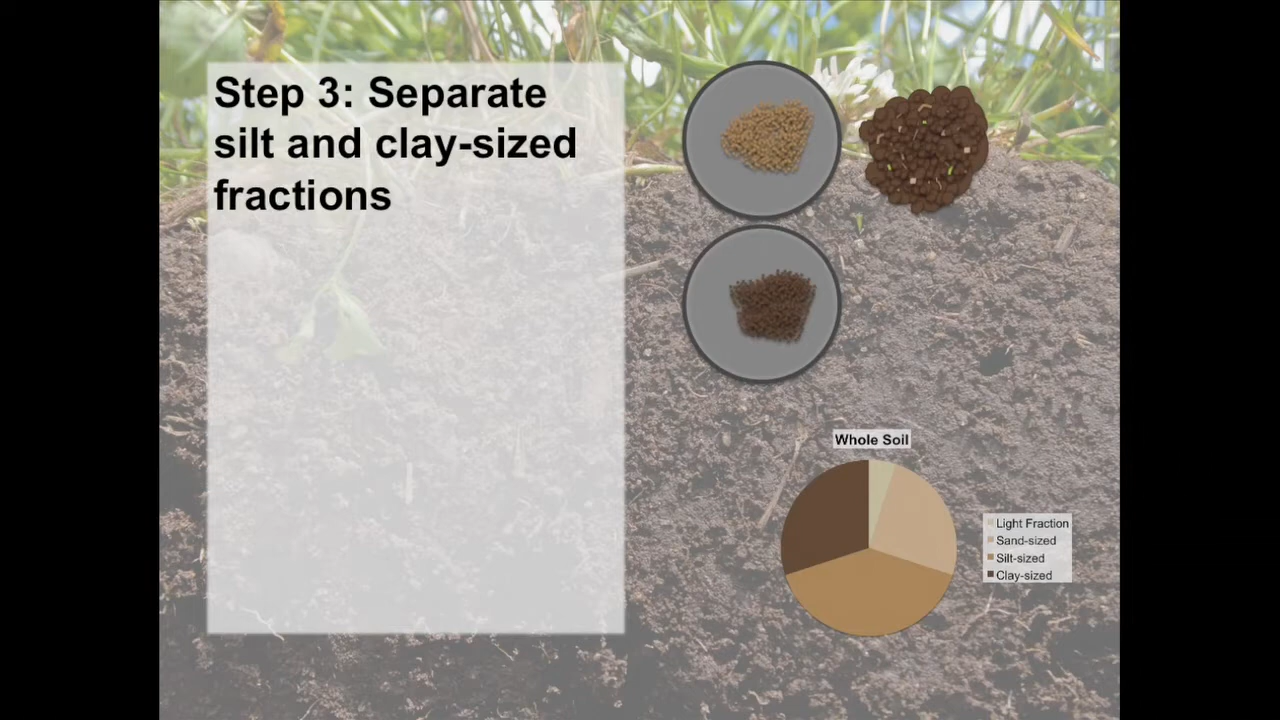 Step 3: Separate
silt and clay-sized
fractions
Whole Soil
Light Fraction
Sand-sized
Silt-sized
Clay-sized